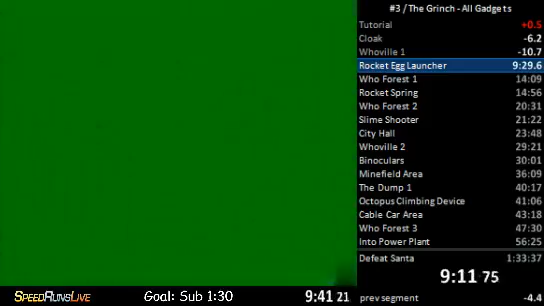 #3 / The Grinch - All Gadgets
Tutorial +0.5
Cloak -6.2
Whoville 1 -10.7
Rocket Egg Launcher 9:29.6
Who Forest 1 14:09
Rocket Spring 14:56
Who Forest 2 20:31
Slime Shooter 21:22
City Hall 23:48
Whoville 2 29:21
Binoculars 30:01
Minefield Area 36:09
The Dump 1 40:17
Octopus Climbing Device 41:06
Cable Car Area 43:18
Who Forest 3 47:30
Into Power Plant 56:25
Defeat Santa 1:33:37
9:11.75
prev segment -4.4
SPEEDRUNSLIVE Goal: Sub 1:30 9:41 21